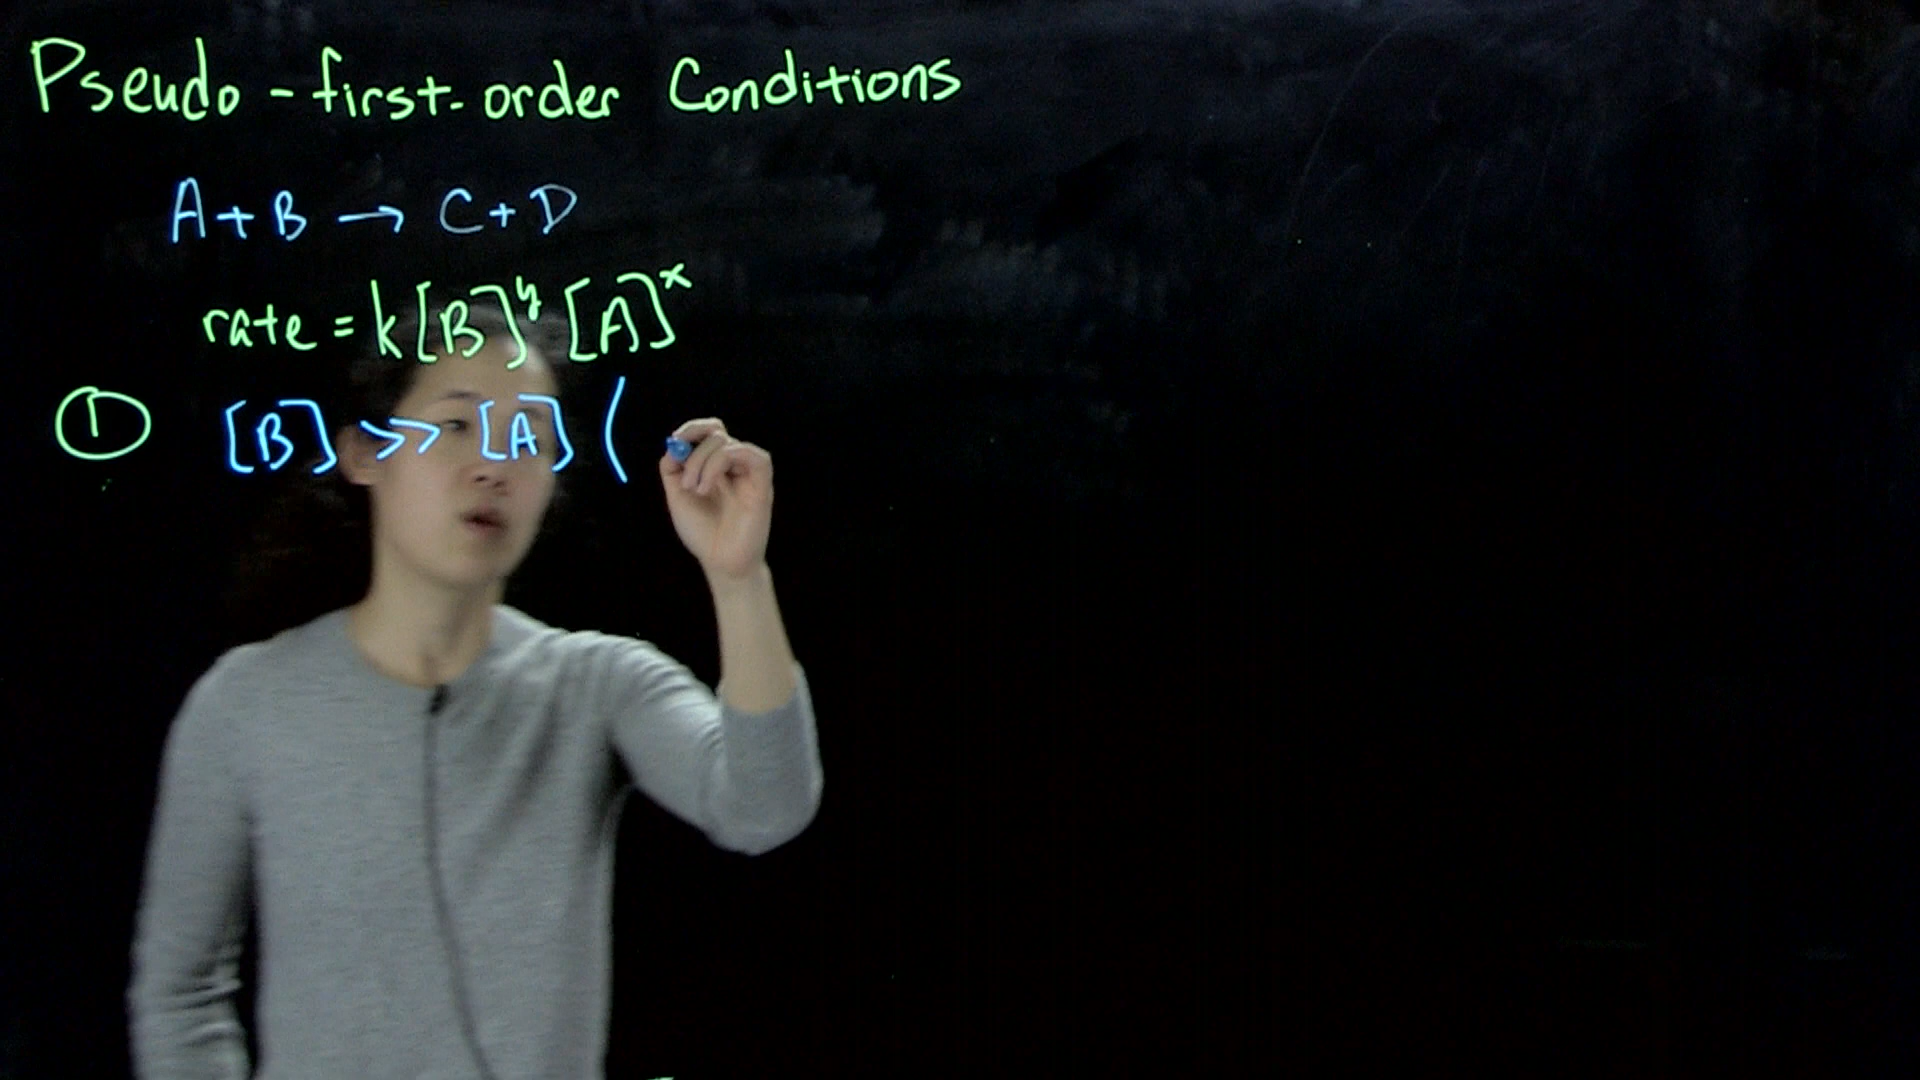 Pseudo-first-order Conditions
A + B → C + D
rate = k[B]^y [A]^x
① [B] >> [A] (